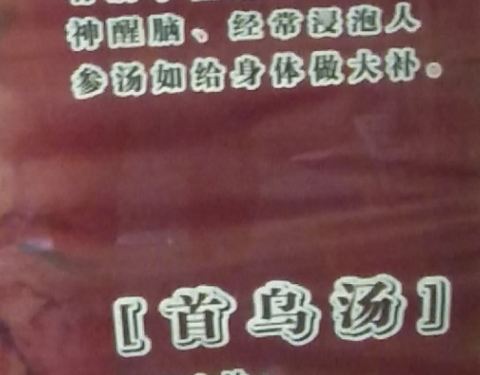 神醒脑、经常浸泡人
参汤如给身体做大补。
[首乌汤]